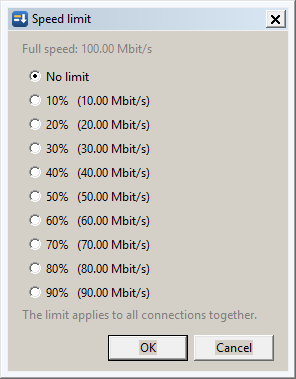 Speed limit
Full speed: 100.00 Mbit/s
No limit
10% (10.00 Mbit/s)
20% (20.00 Mbit/s)
30% (30.00 Mbit/s)
40% (40.00 Mbit/s)
50% (50.00 Mbit/s)
60% (60.00 Mbit/s)
70% (70.00 Mbit/s)
80% (80.00 Mbit/s)
90% (90.00 Mbit/s)
The limit applies to all connections together.
OK Cancel